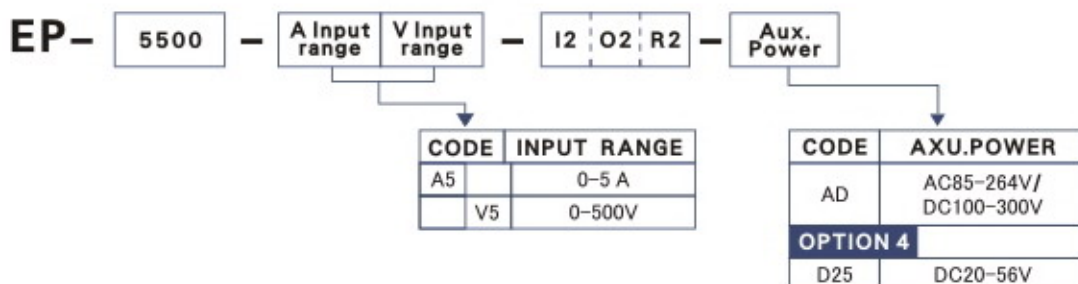 EP- 5500 - A Input range V Input range - I2 O2 R2 - Aux. Power
CODE INPUT RANGE
A5 0-5 A
V5 0-500V
CODE AXU.POWER
AD AC85-264V/
DC100-300V
OPTION 4
D25 DC20-56V